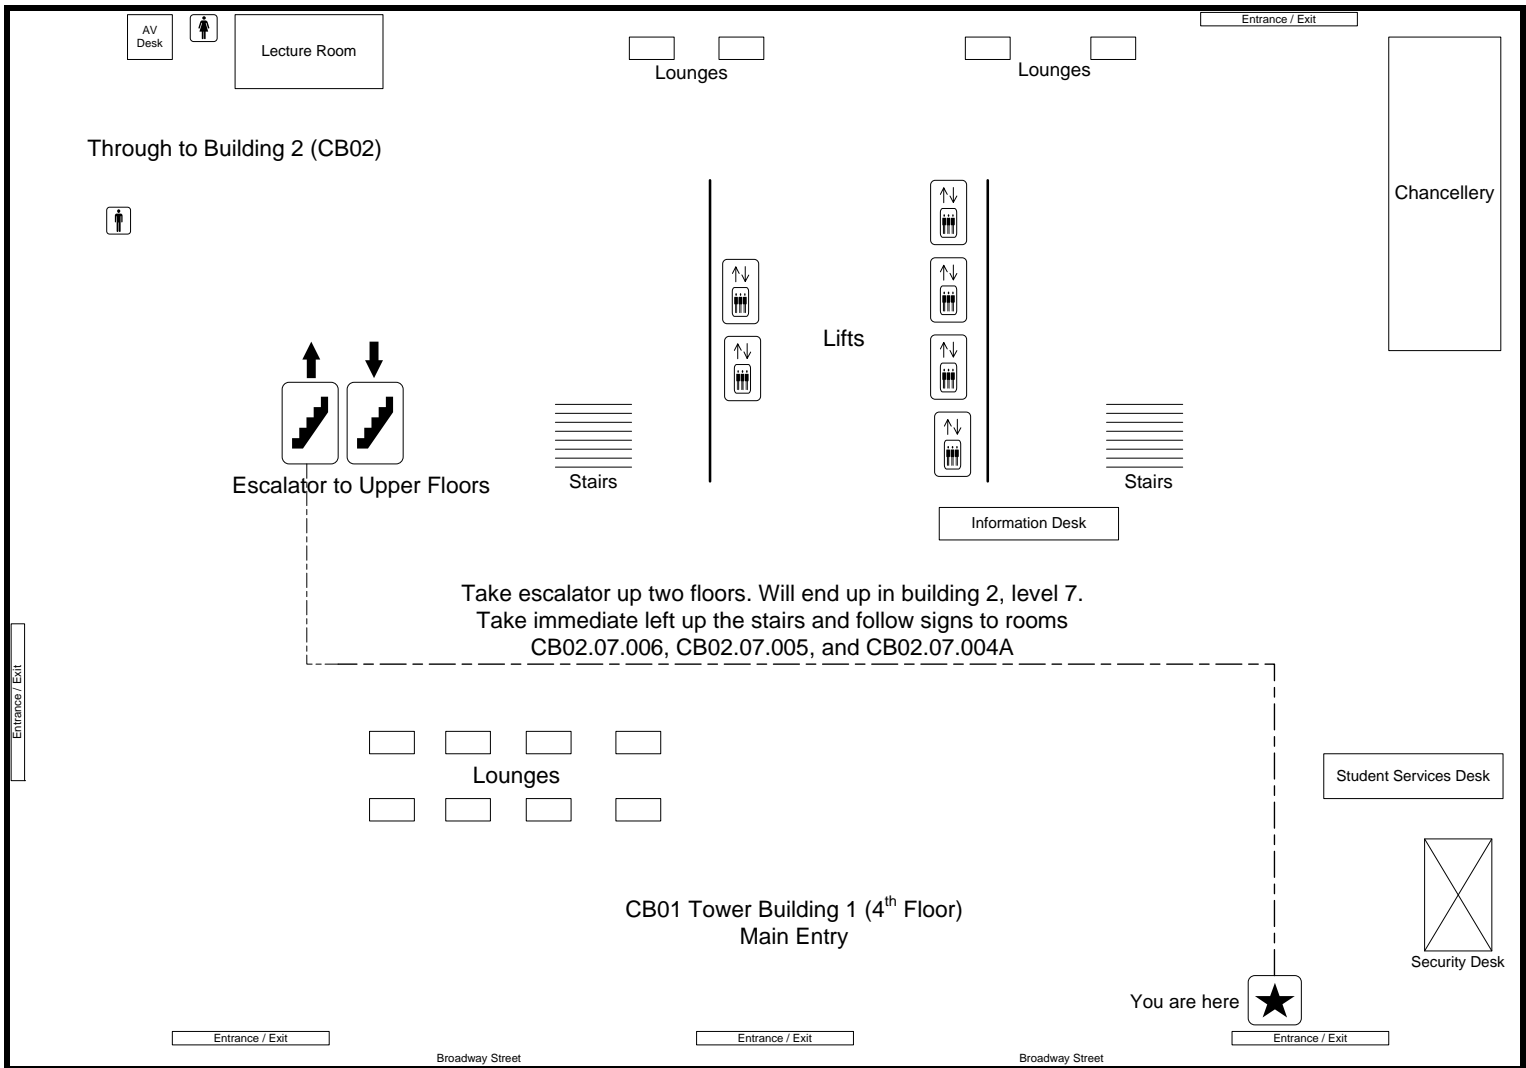 Entrance / Exit
AV
Desk
Lecture Room
Lounges
Lounges
Through to Building 2 (CB02)
Chancellery
Lifts
Escalator to Upper Floors
Stairs
Stairs
Information Desk
Take escalator up two floors. Will end up in building 2, level 7.
Take immediate left up the stairs and follow signs to rooms
CB02.07.006, CB02.07.005, and CB02.07.004A
Entrance / Exit
Lounges
Student Services Desk
CB01 Tower Building 1 (4th Floor)
Main Entry
Security Desk
You are here
Entrance / Exit
Entrance / Exit
Entrance / Exit
Broadway Street
Broadway Street